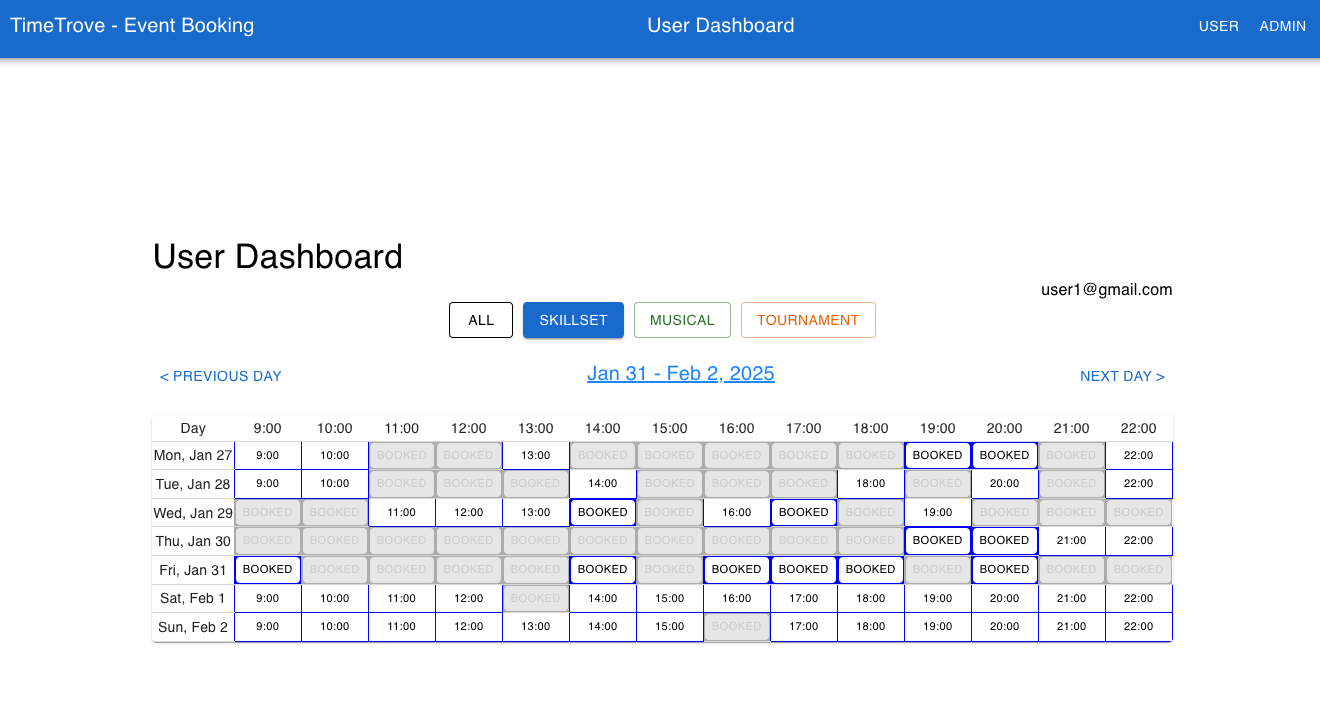 TimeTrove - Event Booking User Dashboard USER ADMIN
User Dashboard
user1@gmail.com
ALL SKILLSET MUSICAL TOURNAMENT
< PREVIOUS DAY Jan 31 - Feb 2, 2025 NEXT DAY >
Day 9:00 10:00 11:00 12:00 13:00 14:00 15:00 16:00 17:00 18:00 19:00 20:00 21:00 22:00
Mon, Jan 27 9:00 10:00 BOOKED BOOKED 13:00 BOOKED BOOKED BOOKED BOOKED BOOKED BOOKED BOOKED BOOKED 22:00
Tue, Jan 28 9:00 10:00 BOOKED BOOKED BOOKED 14:00 BOOKED BOOKED BOOKED 18:00 BOOKED 20:00 BOOKED 22:00
Wed, Jan 29 BOOKED BOOKED 11:00 12:00 13:00 BOOKED BOOKED 16:00 BOOKED BOOKED 19:00 BOOKED BOOKED BOOKED
Thu, Jan 30 BOOKED BOOKED BOOKED BOOKED BOOKED BOOKED BOOKED BOOKED BOOKED BOOKED BOOKED BOOKED 21:00 22:00
Fri, Jan 31 BOOKED BOOKED BOOKED BOOKED BOOKED BOOKED BOOKED BOOKED BOOKED BOOKED BOOKED BOOKED BOOKED BOOKED
Sat, Feb 1 9:00 10:00 11:00 12:00 BOOKED 14:00 15:00 16:00 17:00 18:00 19:00 20:00 21:00 22:00
Sun, Feb 2 9:00 10:00 11:00 12:00 13:00 14:00 15:00 BOOKED 17:00 18:00 19:00 20:00 21:00 22:00